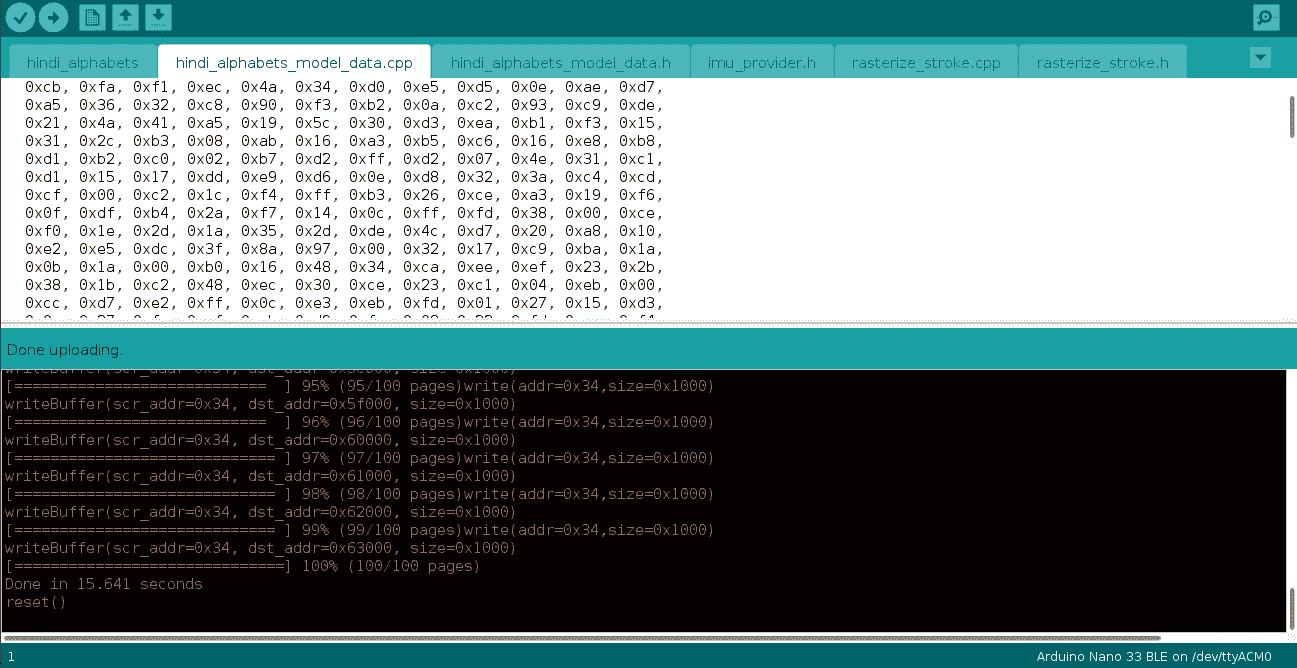 hindi_alphabets hindi_alphabets_model_data.cpp hindi_alphabets_model_data.h imu_provider.h rasterize_stroke.cpp rasterize_stroke.h
0xcb, 0xfa, 0xf1, 0xec, 0x4a, 0x34, 0xd0, 0xe5, 0xd5, 0x0e, 0xae, 0xd7,
0xa5, 0x36, 0x32, 0xc8, 0x90, 0xf3, 0xb2, 0x0a, 0xc2, 0x93, 0xc9, 0xde,
0x21, 0x4a, 0x41, 0xa5, 0x19, 0x5c, 0x30, 0xd3, 0xea, 0xb1, 0xf3, 0x15,
0x31, 0x2c, 0xb3, 0x08, 0xab, 0x16, 0xa3, 0xb5, 0xc6, 0x16, 0xe8, 0xb8,
0xd1, 0xb2, 0xc0, 0x02, 0xb7, 0xd2, 0xff, 0xd2, 0x07, 0x4e, 0x31, 0xc1,
0xd1, 0x15, 0x17, 0xdd, 0xe9, 0xd6, 0x0e, 0xd8, 0x32, 0x3a, 0xc4, 0xcd,
0xcf, 0x00, 0xc2, 0x1c, 0xf4, 0xff, 0xb3, 0x26, 0xce, 0xa3, 0x19, 0xf6,
0x0f, 0xdf, 0xb4, 0x2a, 0xf7, 0x14, 0x0c, 0xff, 0xfd, 0x38, 0x00, 0xce,
0xf0, 0x1e, 0x2d, 0x1a, 0x35, 0x2d, 0xde, 0x4c, 0xd7, 0x20, 0xa8, 0x10,
0xe2, 0xe5, 0xdc, 0x3f, 0x8a, 0x97, 0x00, 0x32, 0x17, 0xc9, 0xba, 0x1a,
0x0b, 0x1a, 0x00, 0xb0, 0x16, 0x48, 0x34, 0xca, 0xee, 0xef, 0x23, 0x2b,
0x38, 0x1b, 0xc2, 0x48, 0xec, 0x30, 0xce, 0x23, 0xc1, 0x04, 0xeb, 0x00,
0xcc, 0xd7, 0xe2, 0xff, 0x0c, 0xe3, 0xeb, 0xfd, 0x01, 0x27, 0x15, 0xd3,
Done uploading.
[============================  ] 95% (95/100 pages)write(addr=0x34,size=0x1000)
writeBuffer(scr_addr=0x34, dst_addr=0x5f000, size=0x1000)
[============================  ] 96% (96/100 pages)write(addr=0x34,size=0x1000)
writeBuffer(scr_addr=0x34, dst_addr=0x60000, size=0x1000)
[============================= ] 97% (97/100 pages)write(addr=0x34,size=0x1000)
writeBuffer(scr_addr=0x34, dst_addr=0x61000, size=0x1000)
[============================= ] 98% (98/100 pages)write(addr=0x34,size=0x1000)
writeBuffer(scr_addr=0x34, dst_addr=0x62000, size=0x1000)
[============================= ] 99% (99/100 pages)write(addr=0x34,size=0x1000)
writeBuffer(scr_addr=0x34, dst_addr=0x63000, size=0x1000)
[==============================] 100% (100/100 pages)
Done in 15.641 seconds
reset()
1 Arduino Nano 33 BLE on /dev/ttyACM0